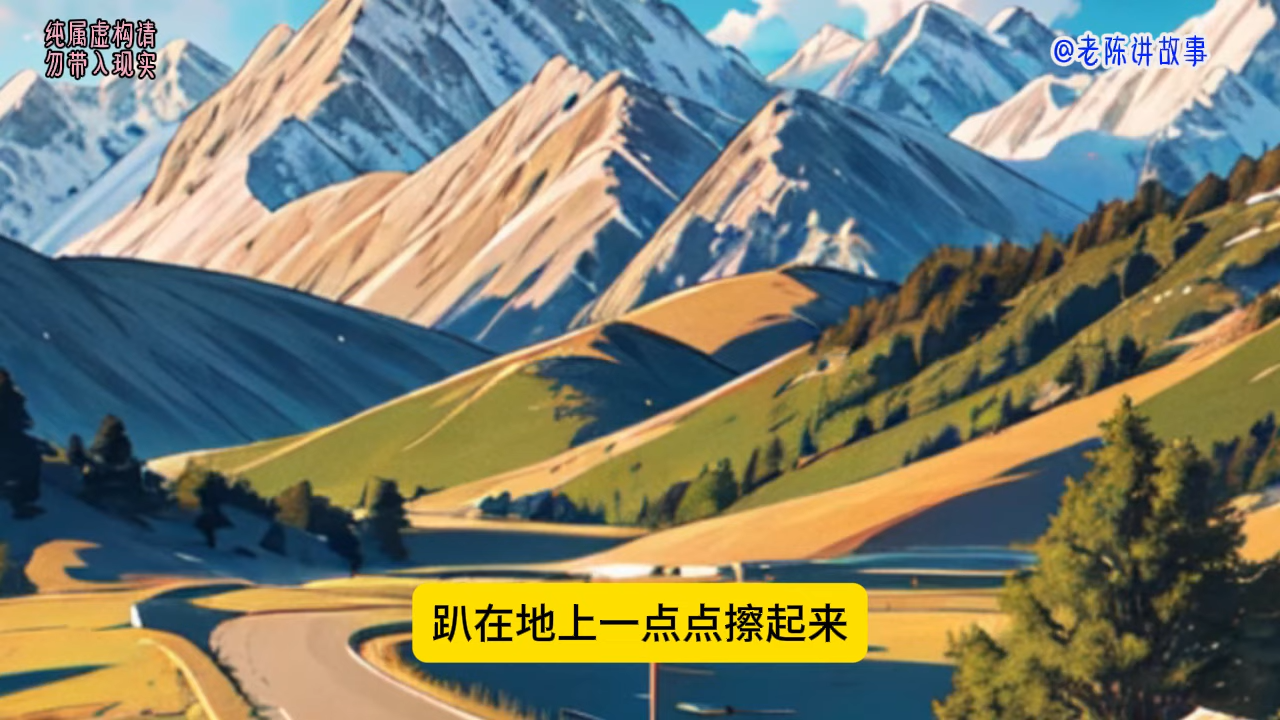 纯属虚构请
勿带入现实
@老陈讲故事
趴在地上一点点擦起来